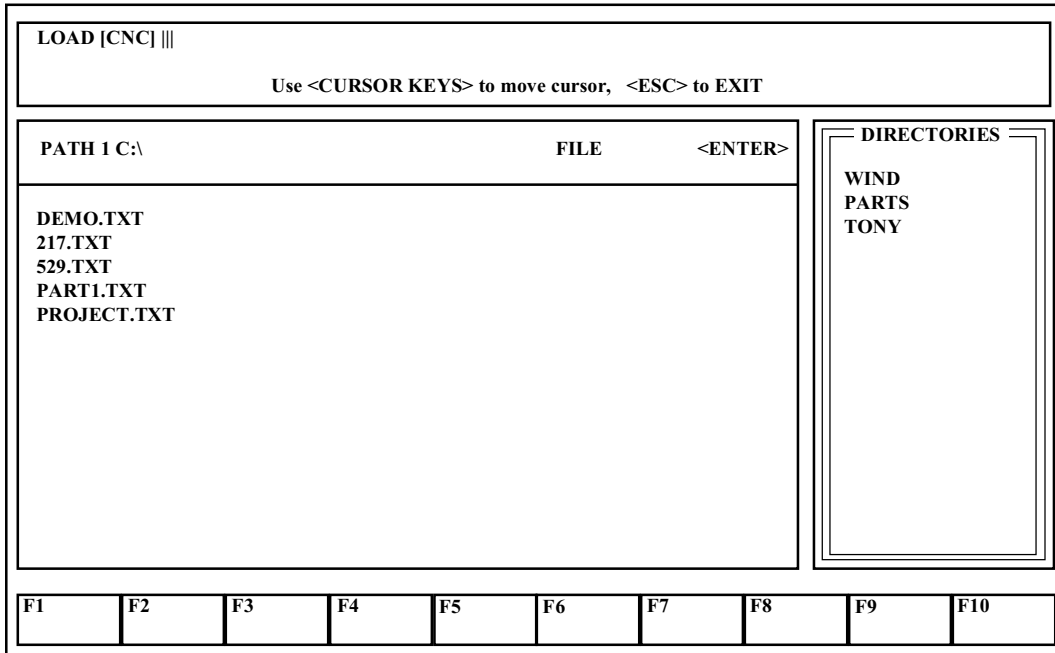 LOAD [CNC] |||
Use <CURSOR KEYS> to move cursor, <ESC> to EXIT
PATH 1 C:\ FILE <ENTER>
DEMO.TXT
217.TXT
529.TXT
PART1.TXT
PROJECT.TXT
DIRECTORIES
WIND
PARTS
TONY
F1 F2 F3 F4 F5 F6 F7 F8 F9 F10